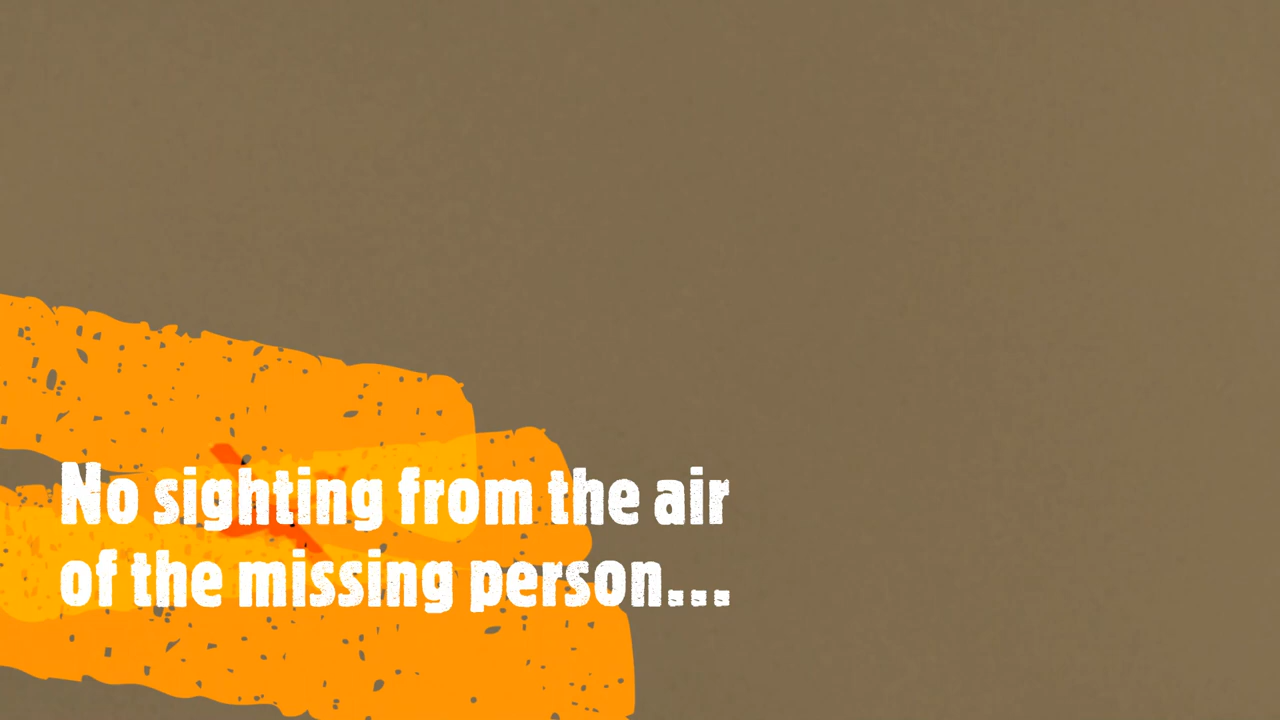 No sighting from the air
of the missing person...